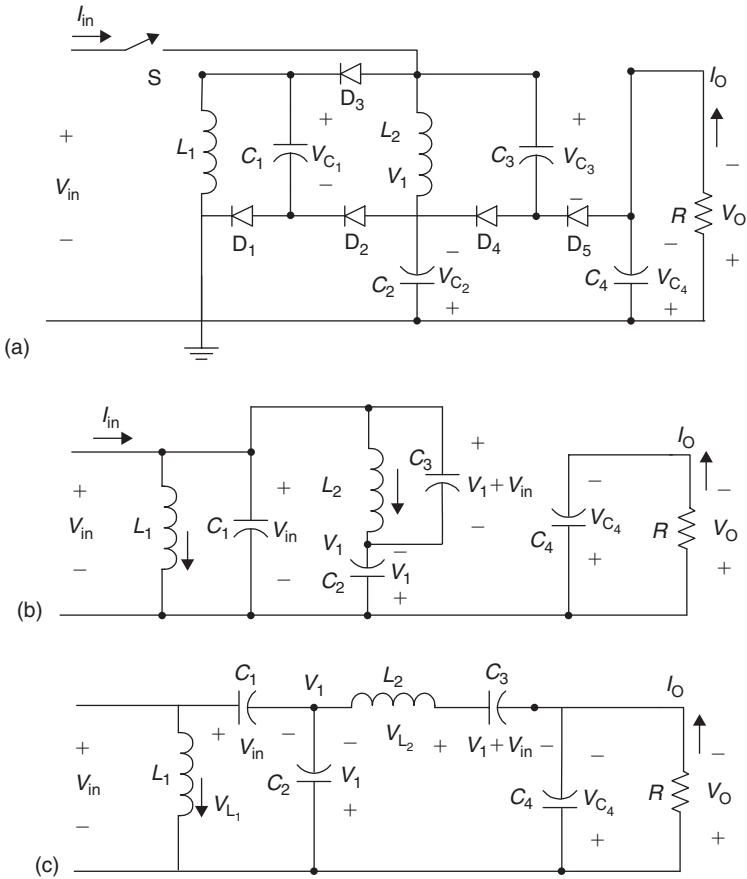 I_in
S
D_3
I_O
+ L_1 C_1 + V_C1 − L_2 V_1 C_3 + V_C3 − R − V_O +
V_in
−
D_1 D_2 D_4 D_5
C_2 − V_C2 + C_4 − V_C4 +
(a)
I_in
I_O
+ V_in − L_1 C_1 + V_in − L_2 C_3 + V_1 + V_in − C_4 − V_C4 + R − V_O +
V_1
C_2 − V_1 +
(b)
C_1 V_1 L_2 C_3 I_O
+ V_in − − V_L2 + + V_1 + V_in −
+ V_in − L_1 V_L1 C_2 V_1 + C_4 − V_C4 + R − V_O +
(c)